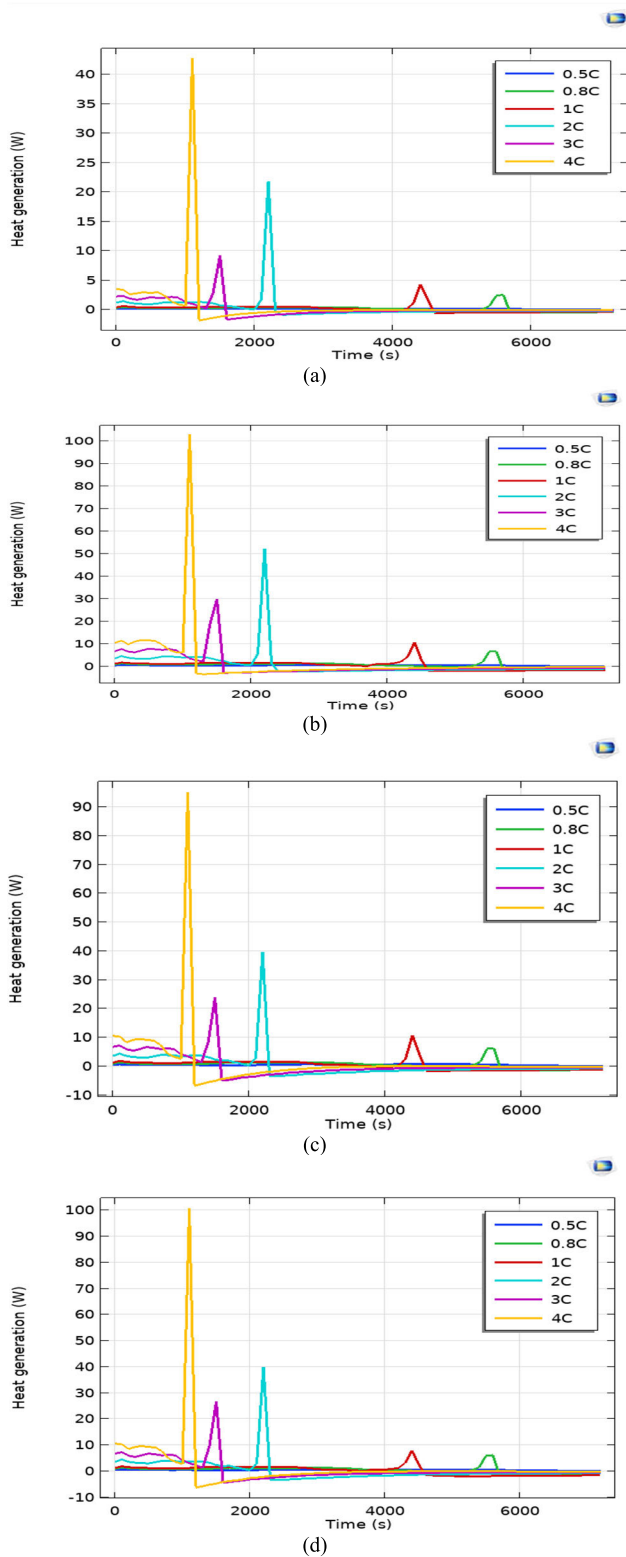 40
35
30
25
20
15
10
5
0
Heat generation (W)
0.5C
0.8C
1C
2C
3C
4C
0 2000 4000 6000
Time (s)
(a)
100
90
80
70
60
50
40
30
20
10
0
Heat generation (W)
0.5C
0.8C
1C
2C
3C
4C
0 2000 4000 6000
Time (s)
(b)
90
80
70
60
50
40
30
20
10
0
-10
Heat generation (W)
0.5C
0.8C
1C
2C
3C
4C
0 2000 4000 6000
Time (s)
(c)
100
90
80
70
60
50
40
30
20
10
0
-10
Heat generation (W)
0.5C
0.8C
1C
2C
3C
4C
0 2000 4000 6000
Time (s)
(d)